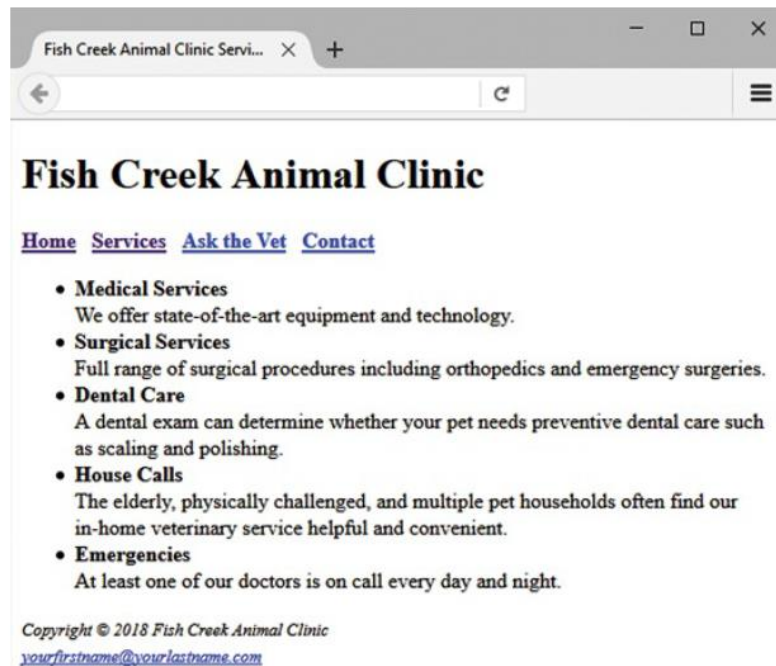 Fish Creek Animal Clinic Servi...
Fish Creek Animal Clinic
Home Services Ask the Vet Contact
Medical Services
We offer state-of-the-art equipment and technology.
Surgical Services
Full range of surgical procedures including orthopedics and emergency surgeries.
Dental Care
A dental exam can determine whether your pet needs preventive dental care such
as scaling and polishing.
House Calls
The elderly, physically challenged, and multiple pet households often find our
in-home veterinary service helpful and convenient.
Emergencies
At least one of our doctors is on call every day and night.
Copyright © 2018 Fish Creek Animal Clinic
yourfirstname@yourlastname.com